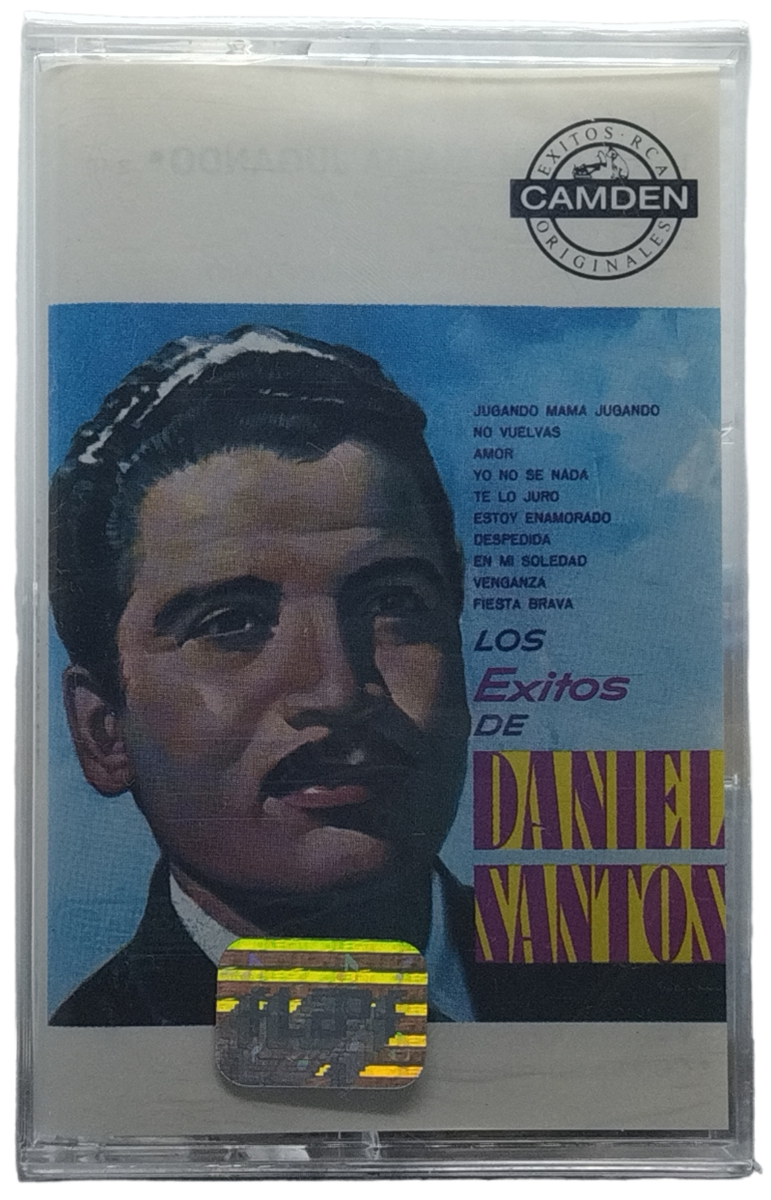 EXITOS · RCA
CAMDEN
ORIGINALES
JUGANDO MAMA JUGANDO
NO VUELVAS
AMOR
YO NO SE NADA
TE LO JURO
ESTOY ENAMORADO
DESPEDIDA
EN MI SOLEDAD
VENGANZA
FIESTA BRAVA
LOS
Exitos
DE
DANIEL
SANTOS